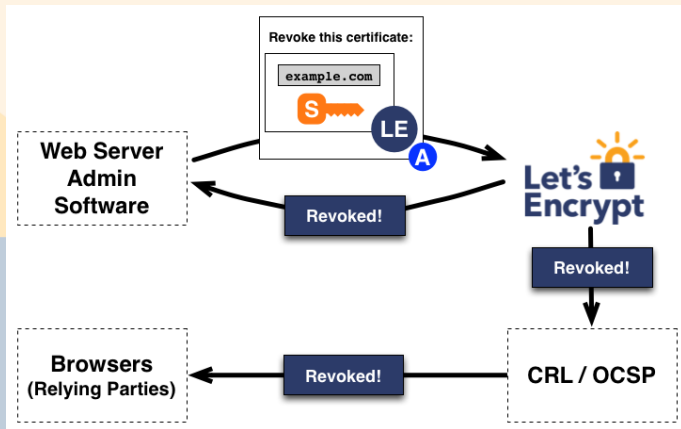 Revoke this certificate:
example.com
S
LE
A
Web Server
Admin
Software
Let's
Encrypt
Revoked!
Revoked!
Browsers
(Relying Parties)
Revoked!
CRL / OCSP